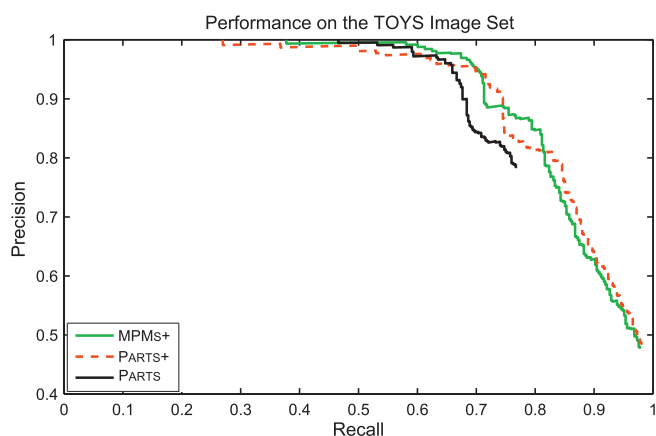 Performance on the TOYS Image Set
Precision
1
0.9
0.8
0.7
0.6
0.5
0.4
MPMS+
PARTS+
PARTS
0 0.1 0.2 0.3 0.4 0.5 0.6 0.7 0.8 0.9 1
Recall